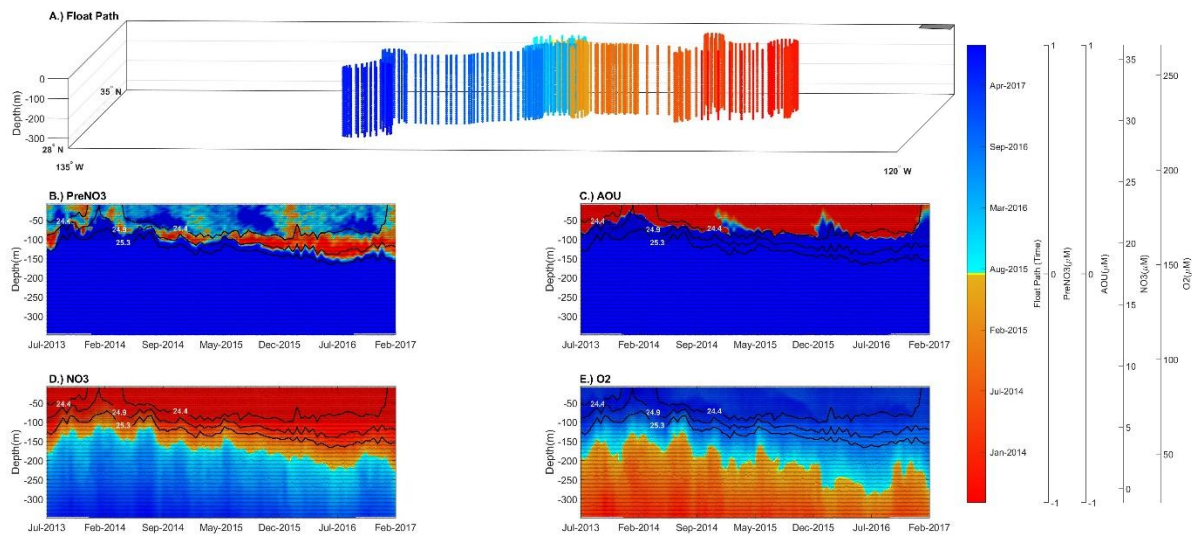 A.) Float Path
0
-100
-200
-300
Depth(m)
35° N
28° N
135° W
120° W
B.) PreNO3
-50
-100
-150
-200
-250
-300
Depth(m)
24.4
24.9
25.3
24.4
Jul-2013 Feb-2014 Sep-2014 May-2015 Dec-2015 Jul-2016 Feb-2017
C.) AOU
-50
-100
-150
-200
-250
-300
Depth(m)
24.4
24.9
25.3
24.4
Jul-2013 Feb-2014 Sep-2014 May-2015 Dec-2015 Jul-2016 Feb-2017
D.) NO3
-50
-100
-150
-200
-250
-300
Depth(m)
24.4
24.9
25.3
24.4
Jul-2013 Feb-2014 Sep-2014 May-2015 Dec-2015 Jul-2016 Feb-2017
E.) O2
-50
-100
-150
-200
-250
-300
Depth(m)
24.4
24.9
25.3
24.4
Jul-2013 Feb-2014 Sep-2014 May-2015 Dec-2015 Jul-2016 Feb-2017
Apr-2017
Sep-2016
Mar-2016
Aug-2015
Feb-2015
Jul-2014
Jan-2014
Float Path (Time)
1
0
-1
PreNO3(μM)
1
0
-1
AOU(μM)
35
30
25
20
15
10
5
0
NO3(μM)
250
200
150
100
50
O2(μM)